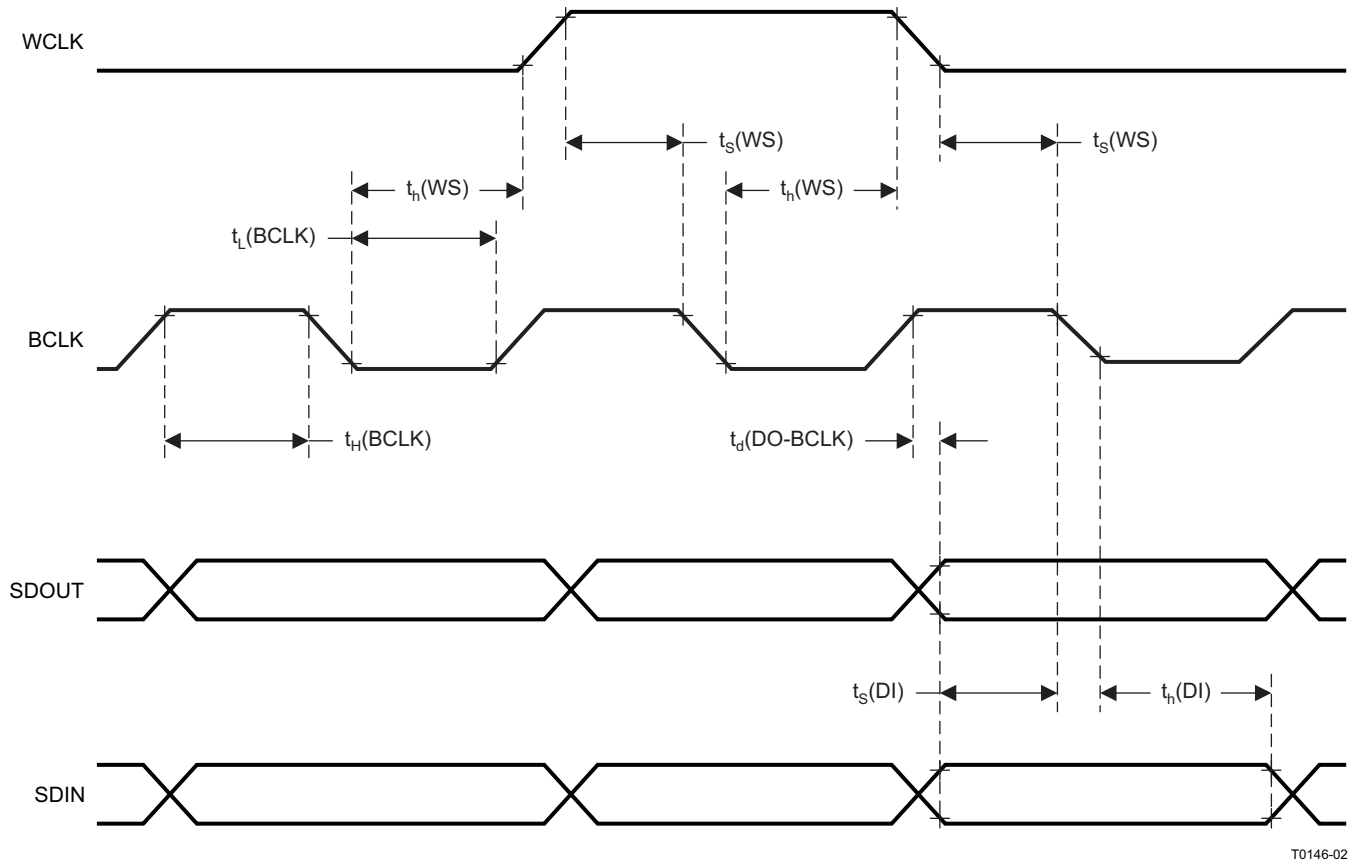 WCLK
tS(WS)
tS(WS)
th(WS)
th(WS)
tL(BCLK)
BCLK
tH(BCLK)
td(DO-BCLK)
SDOUT
tS(DI)
th(DI)
SDIN
T0146-02